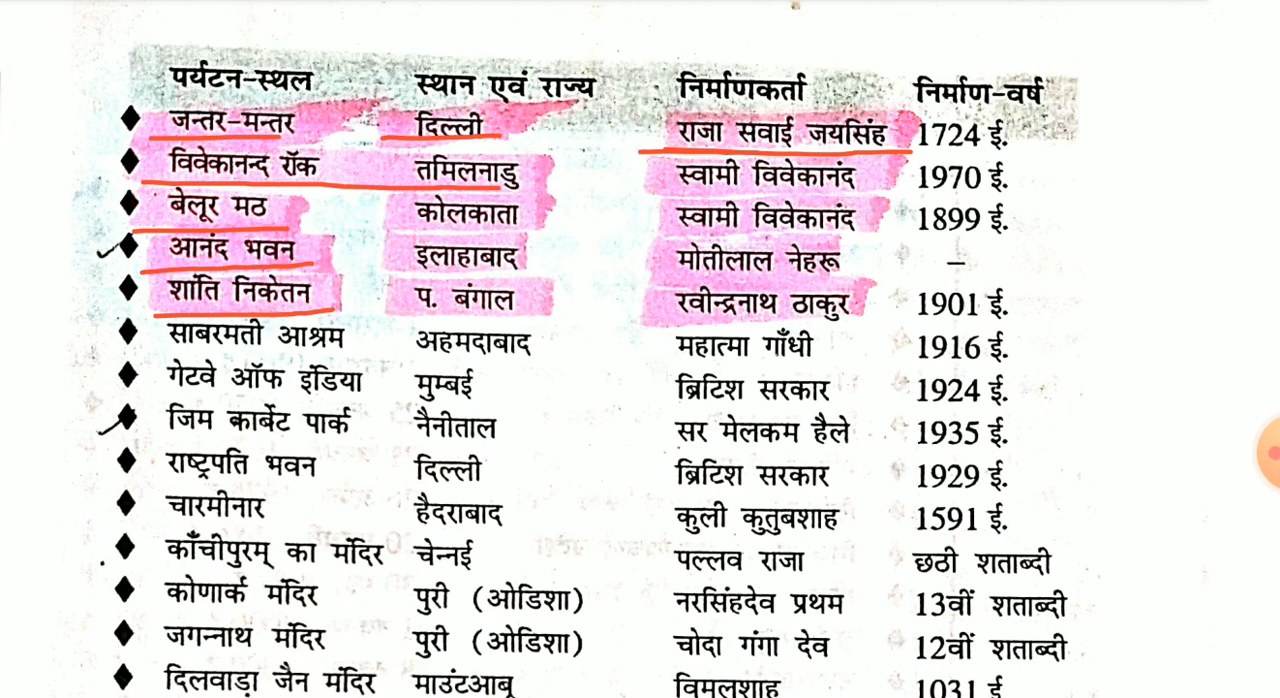 पर्यटन-स्थल स्थान एवं राज्य निर्माणकर्ता निर्माण-वर्ष
जन्तर-मन्तर दिल्ली राजा सवाई जयसिंह 1724 ई.
विवेकानन्द रॉक तमिलनाडु स्वामी विवेकानंद 1970 ई.
बेलूर मठ कोलकाता स्वामी विवेकानंद 1899 ई.
आनंद भवन इलाहाबाद मोतीलाल नेहरू –
शांति निकेतन प. बंगाल रवीन्द्रनाथ ठाकुर 1901 ई.
साबरमती आश्रम अहमदाबाद महात्मा गाँधी 1916 ई.
गेटवे ऑफ इंडिया मुम्बई ब्रिटिश सरकार 1924 ई.
जिम कार्बेट पार्क नैनीताल सर मेलकम हैले 1935 ई.
राष्ट्रपति भवन दिल्ली ब्रिटिश सरकार 1929 ई.
चारमीनार हैदराबाद कुली कुतुबशाह 1591 ई.
काँचीपुरम् का मंदिर चेन्नई पल्लव राजा छठी शताब्दी
कोणार्क मंदिर पुरी (ओडिशा) नरसिंहदेव प्रथम 13वीं शताब्दी
जगन्नाथ मंदिर पुरी (ओडिशा) चोदा गंगा देव 12वीं शताब्दी
दिलवाड़ा जैन मंदिर माउंटआबू विमलशाह 1031 ई